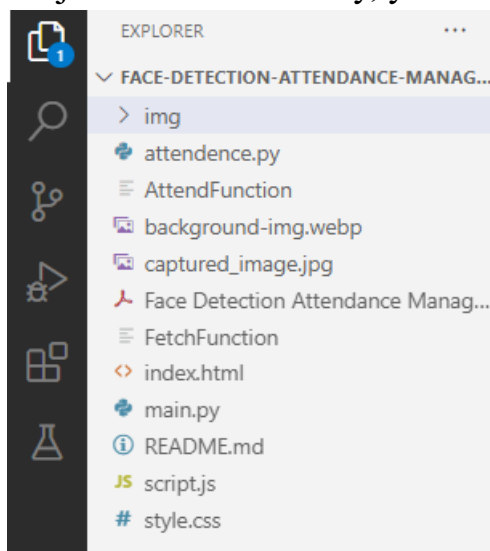 EXPLORER
1
FACE-DETECTION-ATTENDANCE-MANAG...
img
attendence.py
AttendFunction
background-img.webp
captured_image.jpg
Face Detection Attendance Manag...
FetchFunction
index.html
main.py
README.md
JS script.js
# style.css